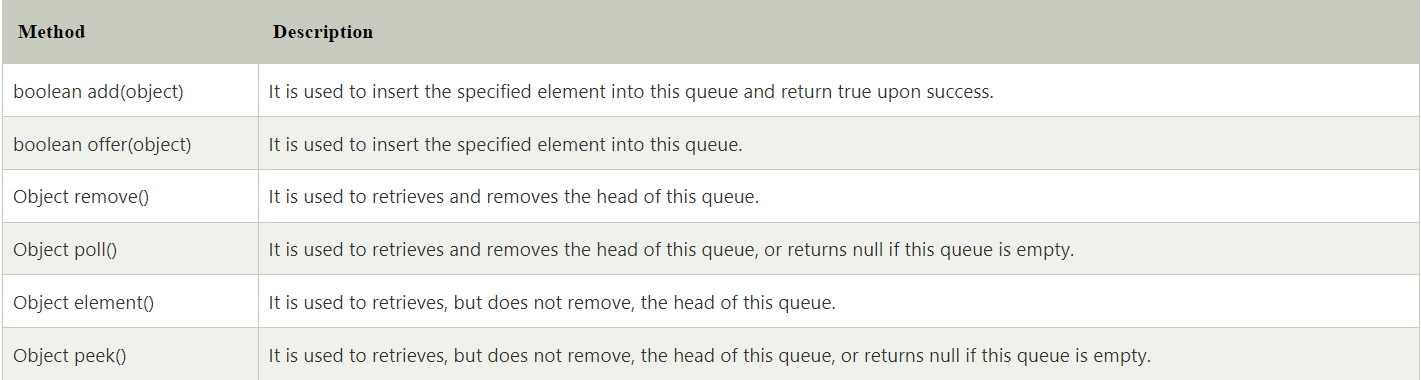 Method Description
boolean add(object) It is used to insert the specified element into this queue and return true upon success.
boolean offer(object) It is used to insert the specified element into this queue.
Object remove() It is used to retrieves and removes the head of this queue.
Object poll() It is used to retrieves and removes the head of this queue, or returns null if this queue is empty.
Object element() It is used to retrieves, but does not remove, the head of this queue.
Object peek() It is used to retrieves, but does not remove, the head of this queue, or returns null if this queue is empty.